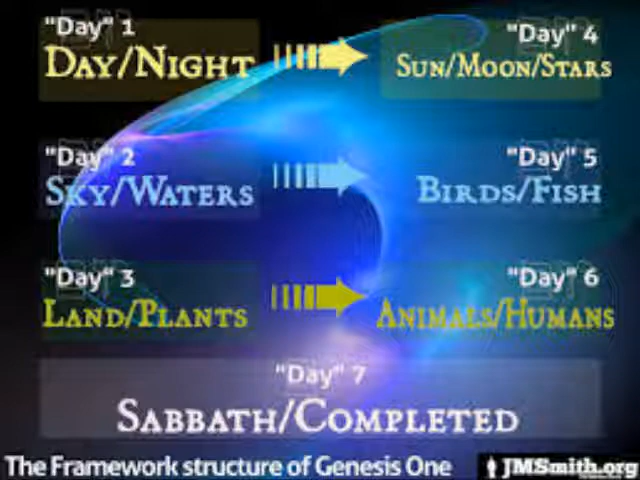 "Day" 1
DAY/NIGHT
"Day" 4
SUN/MOON/STARS
"Day" 2
SKY/WATERS
"Day" 5
BIRDS/FISH
"Day" 3
LAND/PLANTS
"Day" 6
ANIMALS/HUMANS
"Day" 7
SABBATH/COMPLETED
The Framework structure of Genesis One
JMSmith.org